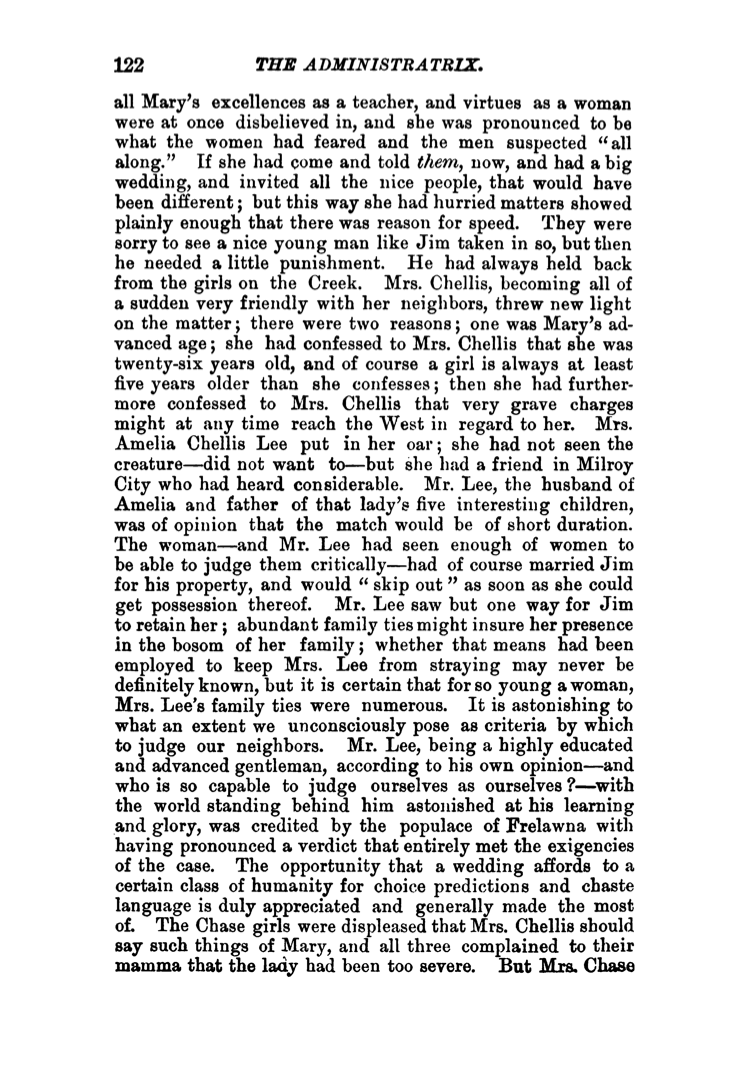 122 THE ADMINISTRATRIX.
all Mary's excellences as a teacher, and virtues as a woman
were at once disbelieved in, and she was pronounced to be
what the women had feared and the men suspected "all
along." If she had come and told them, now, and had a big
wedding, and invited all the nice people, that would have
been different; but this way she had hurried matters showed
plainly enough that there was reason for speed. They were
sorry to see a nice young man like Jim taken in so, but then
he needed a little punishment. He had always held back
from the girls on the Creek. Mrs. Chellis, becoming all of
a sudden very friendly with her neighbors, threw new light
on the matter; there were two reasons; one was Mary's ad-
vanced age; she had confessed to Mrs. Chellis that she was
twenty-six years old, and of course a girl is always at least
five years older than she confesses; then she had further-
more confessed to Mrs. Chellis that very grave charges
might at any time reach the West in regard to her. Mrs.
Amelia Chellis Lee put in her oar; she had not seen the
creature—did not want to—but she had a friend in Milroy
City who had heard considerable. Mr. Lee, the husband of
Amelia and father of that lady's five interesting children,
was of opinion that the match would be of short duration.
The woman—and Mr. Lee had seen enough of women to
be able to judge them critically—had of course married Jim
for his property, and would "skip out" as soon as she could
get possession thereof. Mr. Lee saw but one way for Jim
to retain her; abundant family ties might insure her presence
in the bosom of her family; whether that means had been
employed to keep Mrs. Lee from straying may never be
definitely known, but it is certain that for so young a woman,
Mrs. Lee's family ties were numerous. It is astonishing to
what an extent we unconsciously pose as criteria by which
to judge our neighbors. Mr. Lee, being a highly educated
and advanced gentleman, according to his own opinion—and
who is so capable to judge ourselves as ourselves?—with
the world standing behind him astonished at his learning
and glory, was credited by the populace of Frelawna with
having pronounced a verdict that entirely met the exigencies
of the case. The opportunity that a wedding affords to a
certain class of humanity for choice predictions and chaste
language is duly appreciated and generally made the most
of. The Chase girls were displeased that Mrs. Chellis should
say such things of Mary, and all three complained to their
mamma that the lady had been too severe. But Mrs. Chase